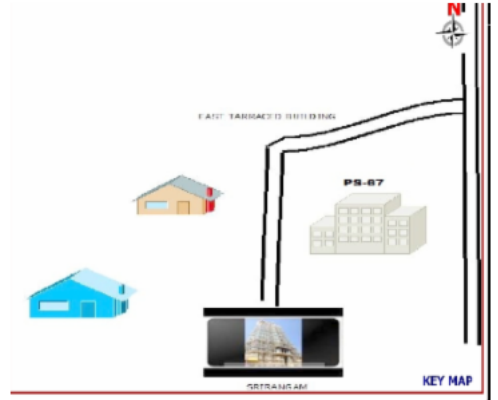 N
EAST TARRACED BUILDING
PS-67
SRIRANGAM
KEY MAP